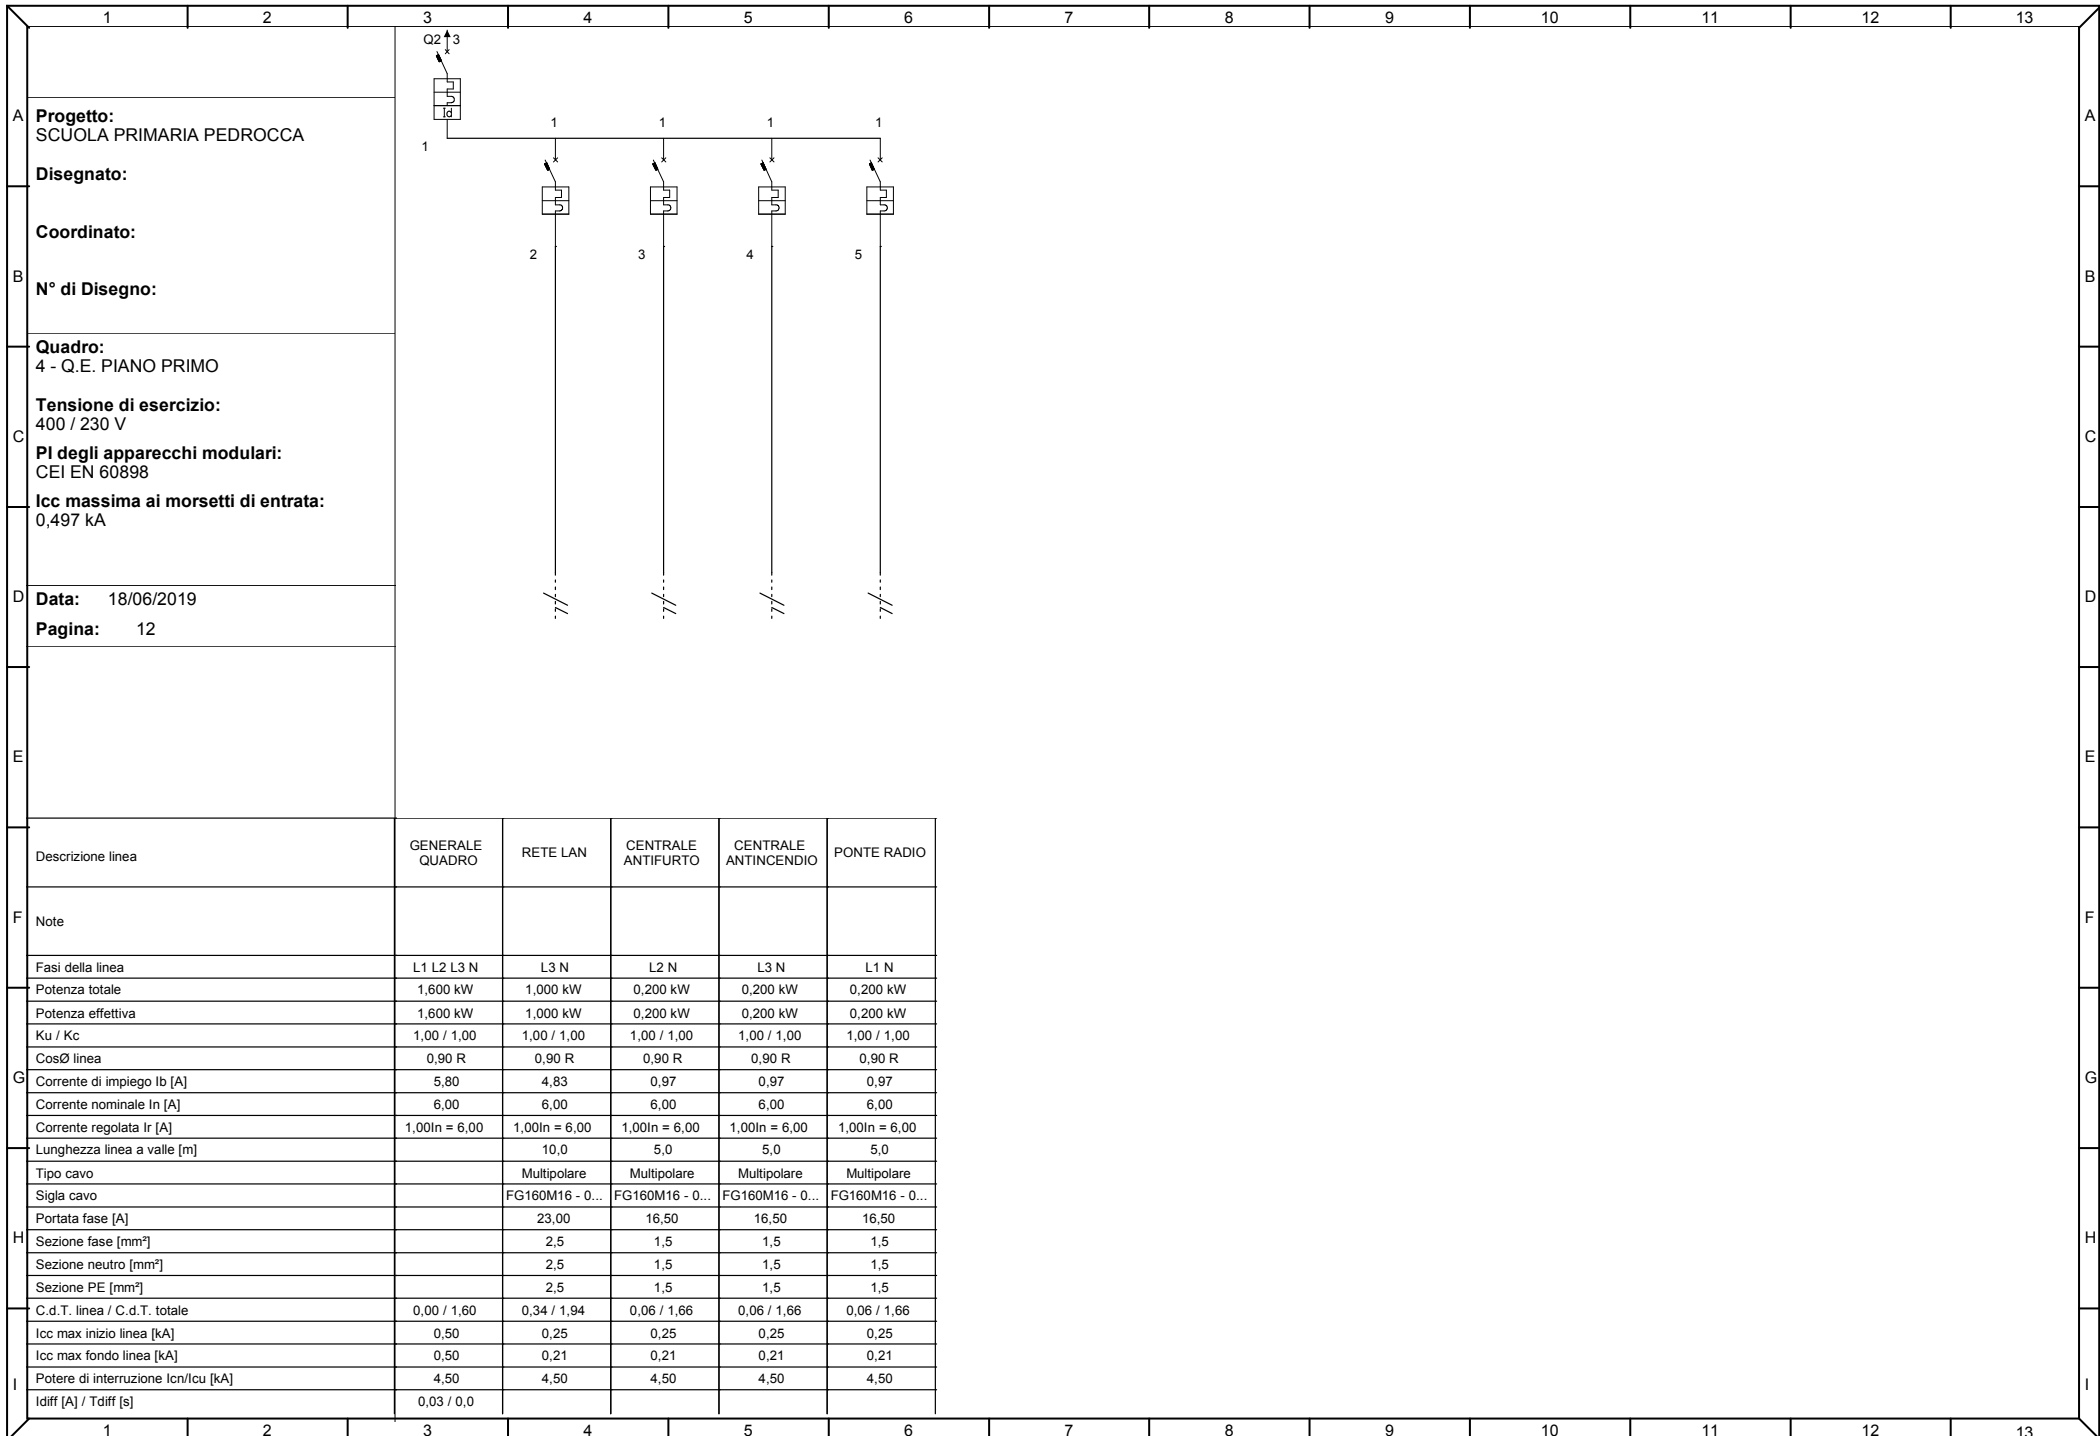 1 2 3 4 5 6 7 8 9 10 11 12 13
Q2 3
Id
A A
Progetto:
SCUOLA PRIMARIA PEDROCCA
1 1 1 1
1
Disegnato:
Coordinato:
2 3 4 5
B B
N° di Disegno:
Quadro:
4 - Q.E. PIANO PRIMO
Tensione di esercizio:
400 / 230 V
C C
PI degli apparecchi modulari:
CEI EN 60898
Icc massima ai morsetti di entrata:
0,497 kA
D D
Data: 18/06/2019
Pagina: 12
E E
Descrizione linea GENERALE QUADRO RETE LAN CENTRALE ANTIFURTO CENTRALE ANTINCENDIO PONTE RADIO
F F
Note
Fasi della linea L1 L2 L3 N L3 N L2 N L3 N L1 N
Potenza totale 1,600 kW 1,000 kW 0,200 kW 0,200 kW 0,200 kW
Potenza effettiva 1,600 kW 1,000 kW 0,200 kW 0,200 kW 0,200 kW
Ku / Kc 1,00 / 1,00 1,00 / 1,00 1,00 / 1,00 1,00 / 1,00 1,00 / 1,00
CosØ linea 0,90 R 0,90 R 0,90 R 0,90 R 0,90 R
G G
Corrente di impiego Ib [A] 5,80 4,83 0,97 0,97 0,97
Corrente nominale In [A] 6,00 6,00 6,00 6,00 6,00
Corrente regolata Ir [A] 1,00In = 6,00 1,00In = 6,00 1,00In = 6,00 1,00In = 6,00 1,00In = 6,00
Lunghezza linea a valle [m] 10,0 5,0 5,0 5,0
Tipo cavo Multipolare Multipolare Multipolare Multipolare
Sigla cavo FG160M16 - 0... FG160M16 - 0... FG160M16 - 0... FG160M16 - 0...
Portata fase [A] 23,00 16,50 16,50 16,50
H H
Sezione fase [mm²] 2,5 1,5 1,5 1,5
Sezione neutro [mm²] 2,5 1,5 1,5 1,5
Sezione PE [mm²] 2,5 1,5 1,5 1,5
C.d.T. linea / C.d.T. totale 0,00 / 1,60 0,34 / 1,94 0,06 / 1,66 0,06 / 1,66 0,06 / 1,66
Icc max inizio linea [kA] 0,50 0,25 0,25 0,25 0,25
Icc max fondo linea [kA] 0,50 0,21 0,21 0,21 0,21
Potere di interruzione Icn/Icu [kA] 4,50 4,50 4,50 4,50 4,50
I I
Idiff [A] / Tdiff [s] 0,03 / 0,0
1 2 3 4 5 6 7 8 9 10 11 12 13